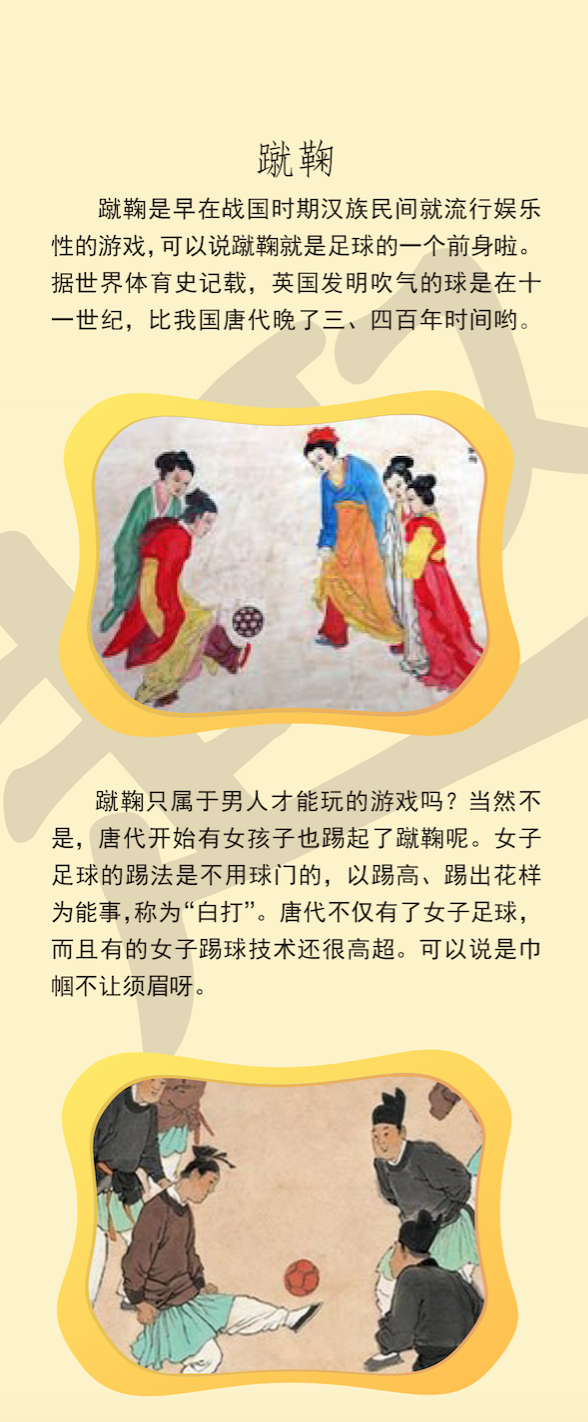 蹴鞠
蹴鞠是早在战国时期汉族民间就流行娱乐
性的游戏,可以说蹴鞠就是足球的一个前身啦。
据世界体育史记载，英国发明吹气的球是在十
一世纪，比我国唐代晚了三、四百年时间哟。
蹴鞠只属于男人才能玩的游戏吗？当然不
是，唐代开始有女孩子也踢起了蹴鞠呢。女子
足球的踢法是不用球门的，以踢高、踢出花样
为能事,称为“白打”。唐代不仅有了女子足球，
而且有的女子踢球技术还很高超。可以说是巾
帼不让须眉呀。